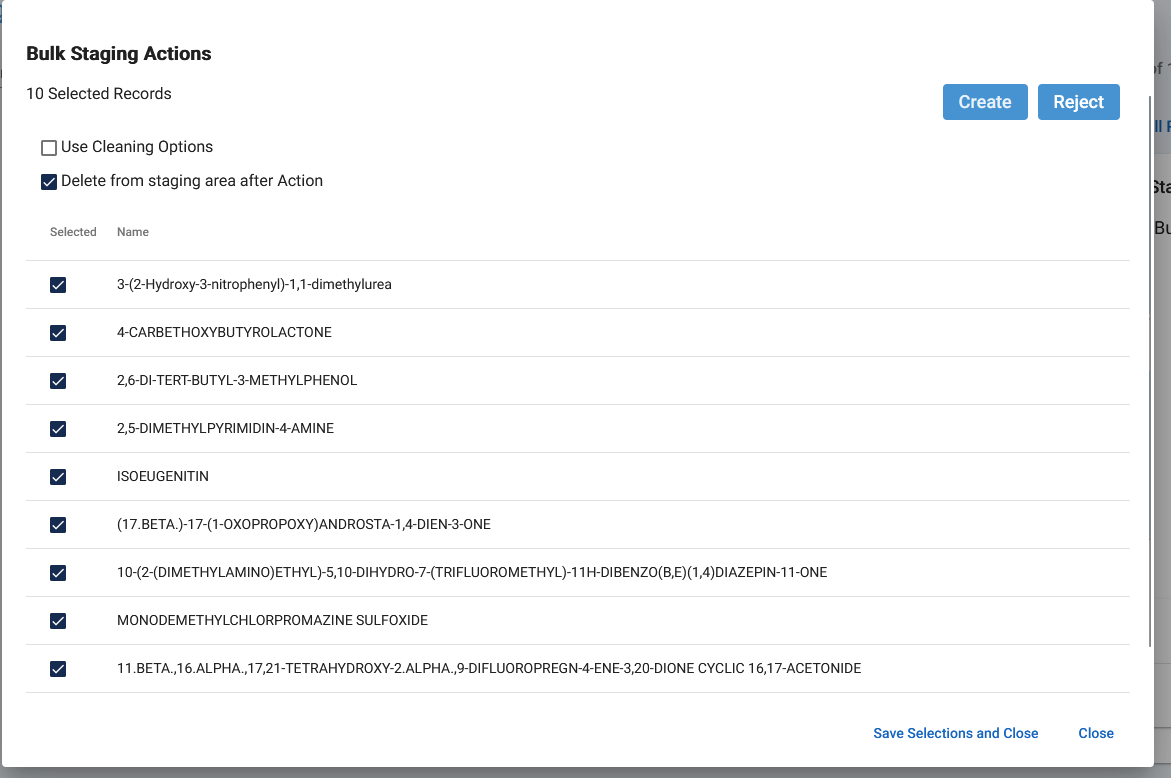 Bulk Staging Actions
10 Selected Records
Create Reject
Use Cleaning Options
Delete from staging area after Action
Selected Name
3-(2-Hydroxy-3-nitrophenyl)-1,1-dimethylurea
4-CARBETHOXYBUTYROLACTONE
2,6-DI-TERT-BUTYL-3-METHYLPHENOL
2,5-DIMETHYLPYRIMIDIN-4-AMINE
ISOEUGENITIN
(17.BETA.)-17-(1-OXOPROPOXY)ANDROSTA-1,4-DIEN-3-ONE
10-(2-(DIMETHYLAMINO)ETHYL)-5,10-DIHYDRO-7-(TRIFLUOROMETHYL)-11H-DIBENZO(B,E)(1,4)DIAZEPIN-11-ONE
MONODEMETHYLCHLORPROMAZINE SULFOXIDE
11.BETA.,16.ALPHA.,17,21-TETRAHYDROXY-2.ALPHA.,9-DIFLUOROPREGN-4-ENE-3,20-DIONE CYCLIC 16,17-ACETONIDE
Save Selections and Close Close